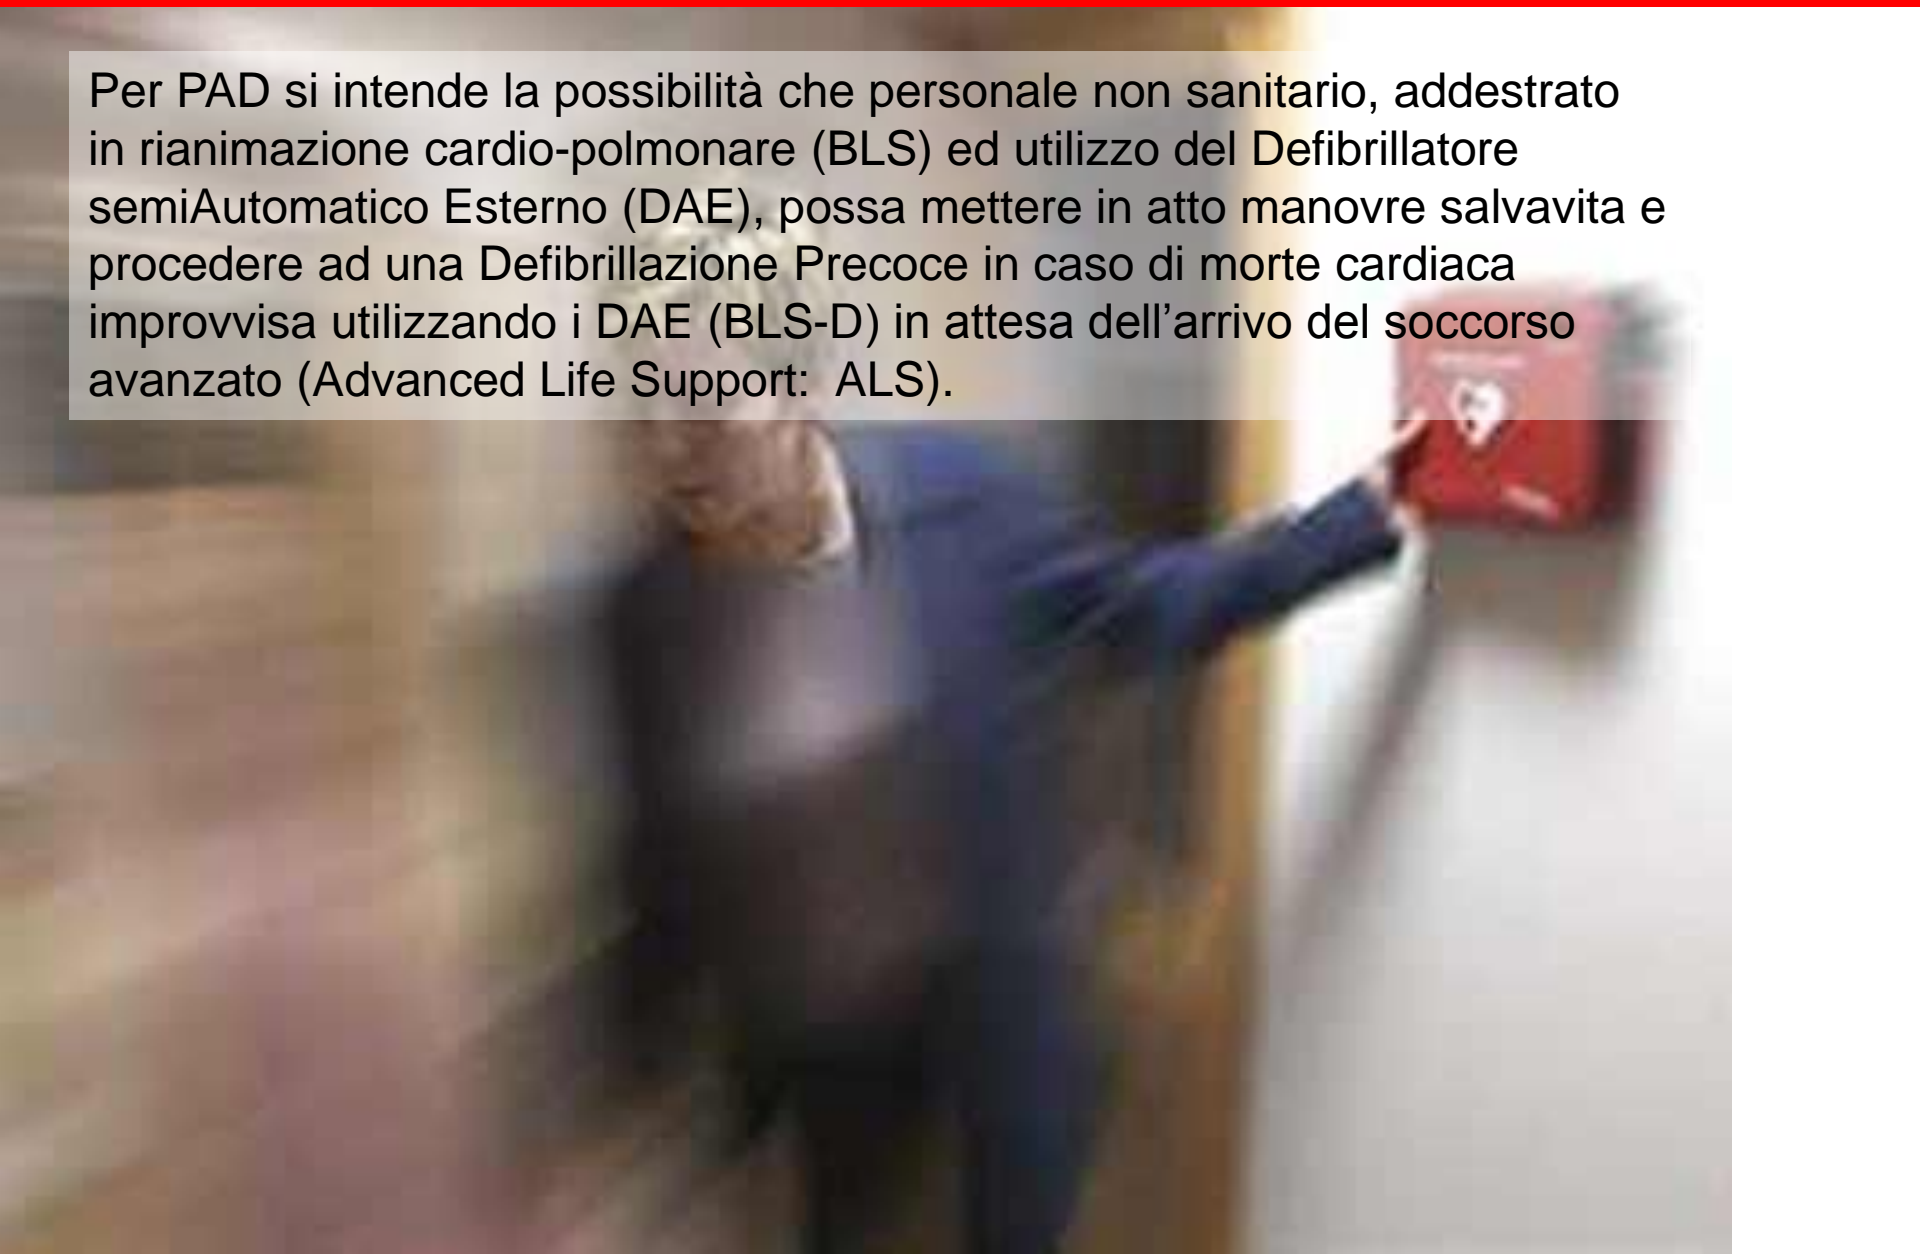 Per PAD si intende la possibilità che personale non sanitario, addestrato
in rianimazione cardio-polmonare (BLS) ed utilizzo del Defibrillatore
semiAutomatico Esterno (DAE), possa mettere in atto manovre salvavita e
procedere ad una Defibrillazione Precoce in caso di morte cardiaca
improvvisa utilizzando i DAE (BLS-D) in attesa dell’arrivo del soccorso
avanzato (Advanced Life Support:  ALS).